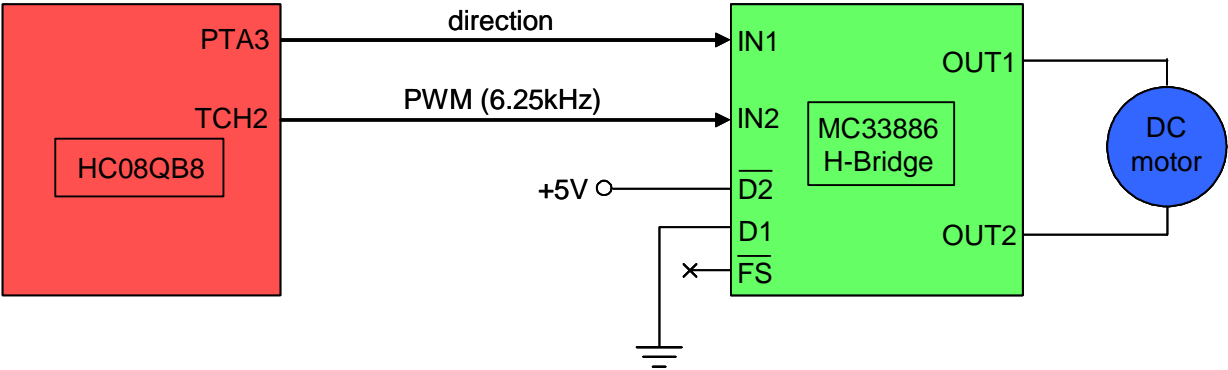 direction
PTA3
IN1
OUT1
PWM (6.25kHz)
TCH2
IN2
MC33886
H-Bridge
DC
motor
HC08QB8
+5V
D2
D1
OUT2
FS